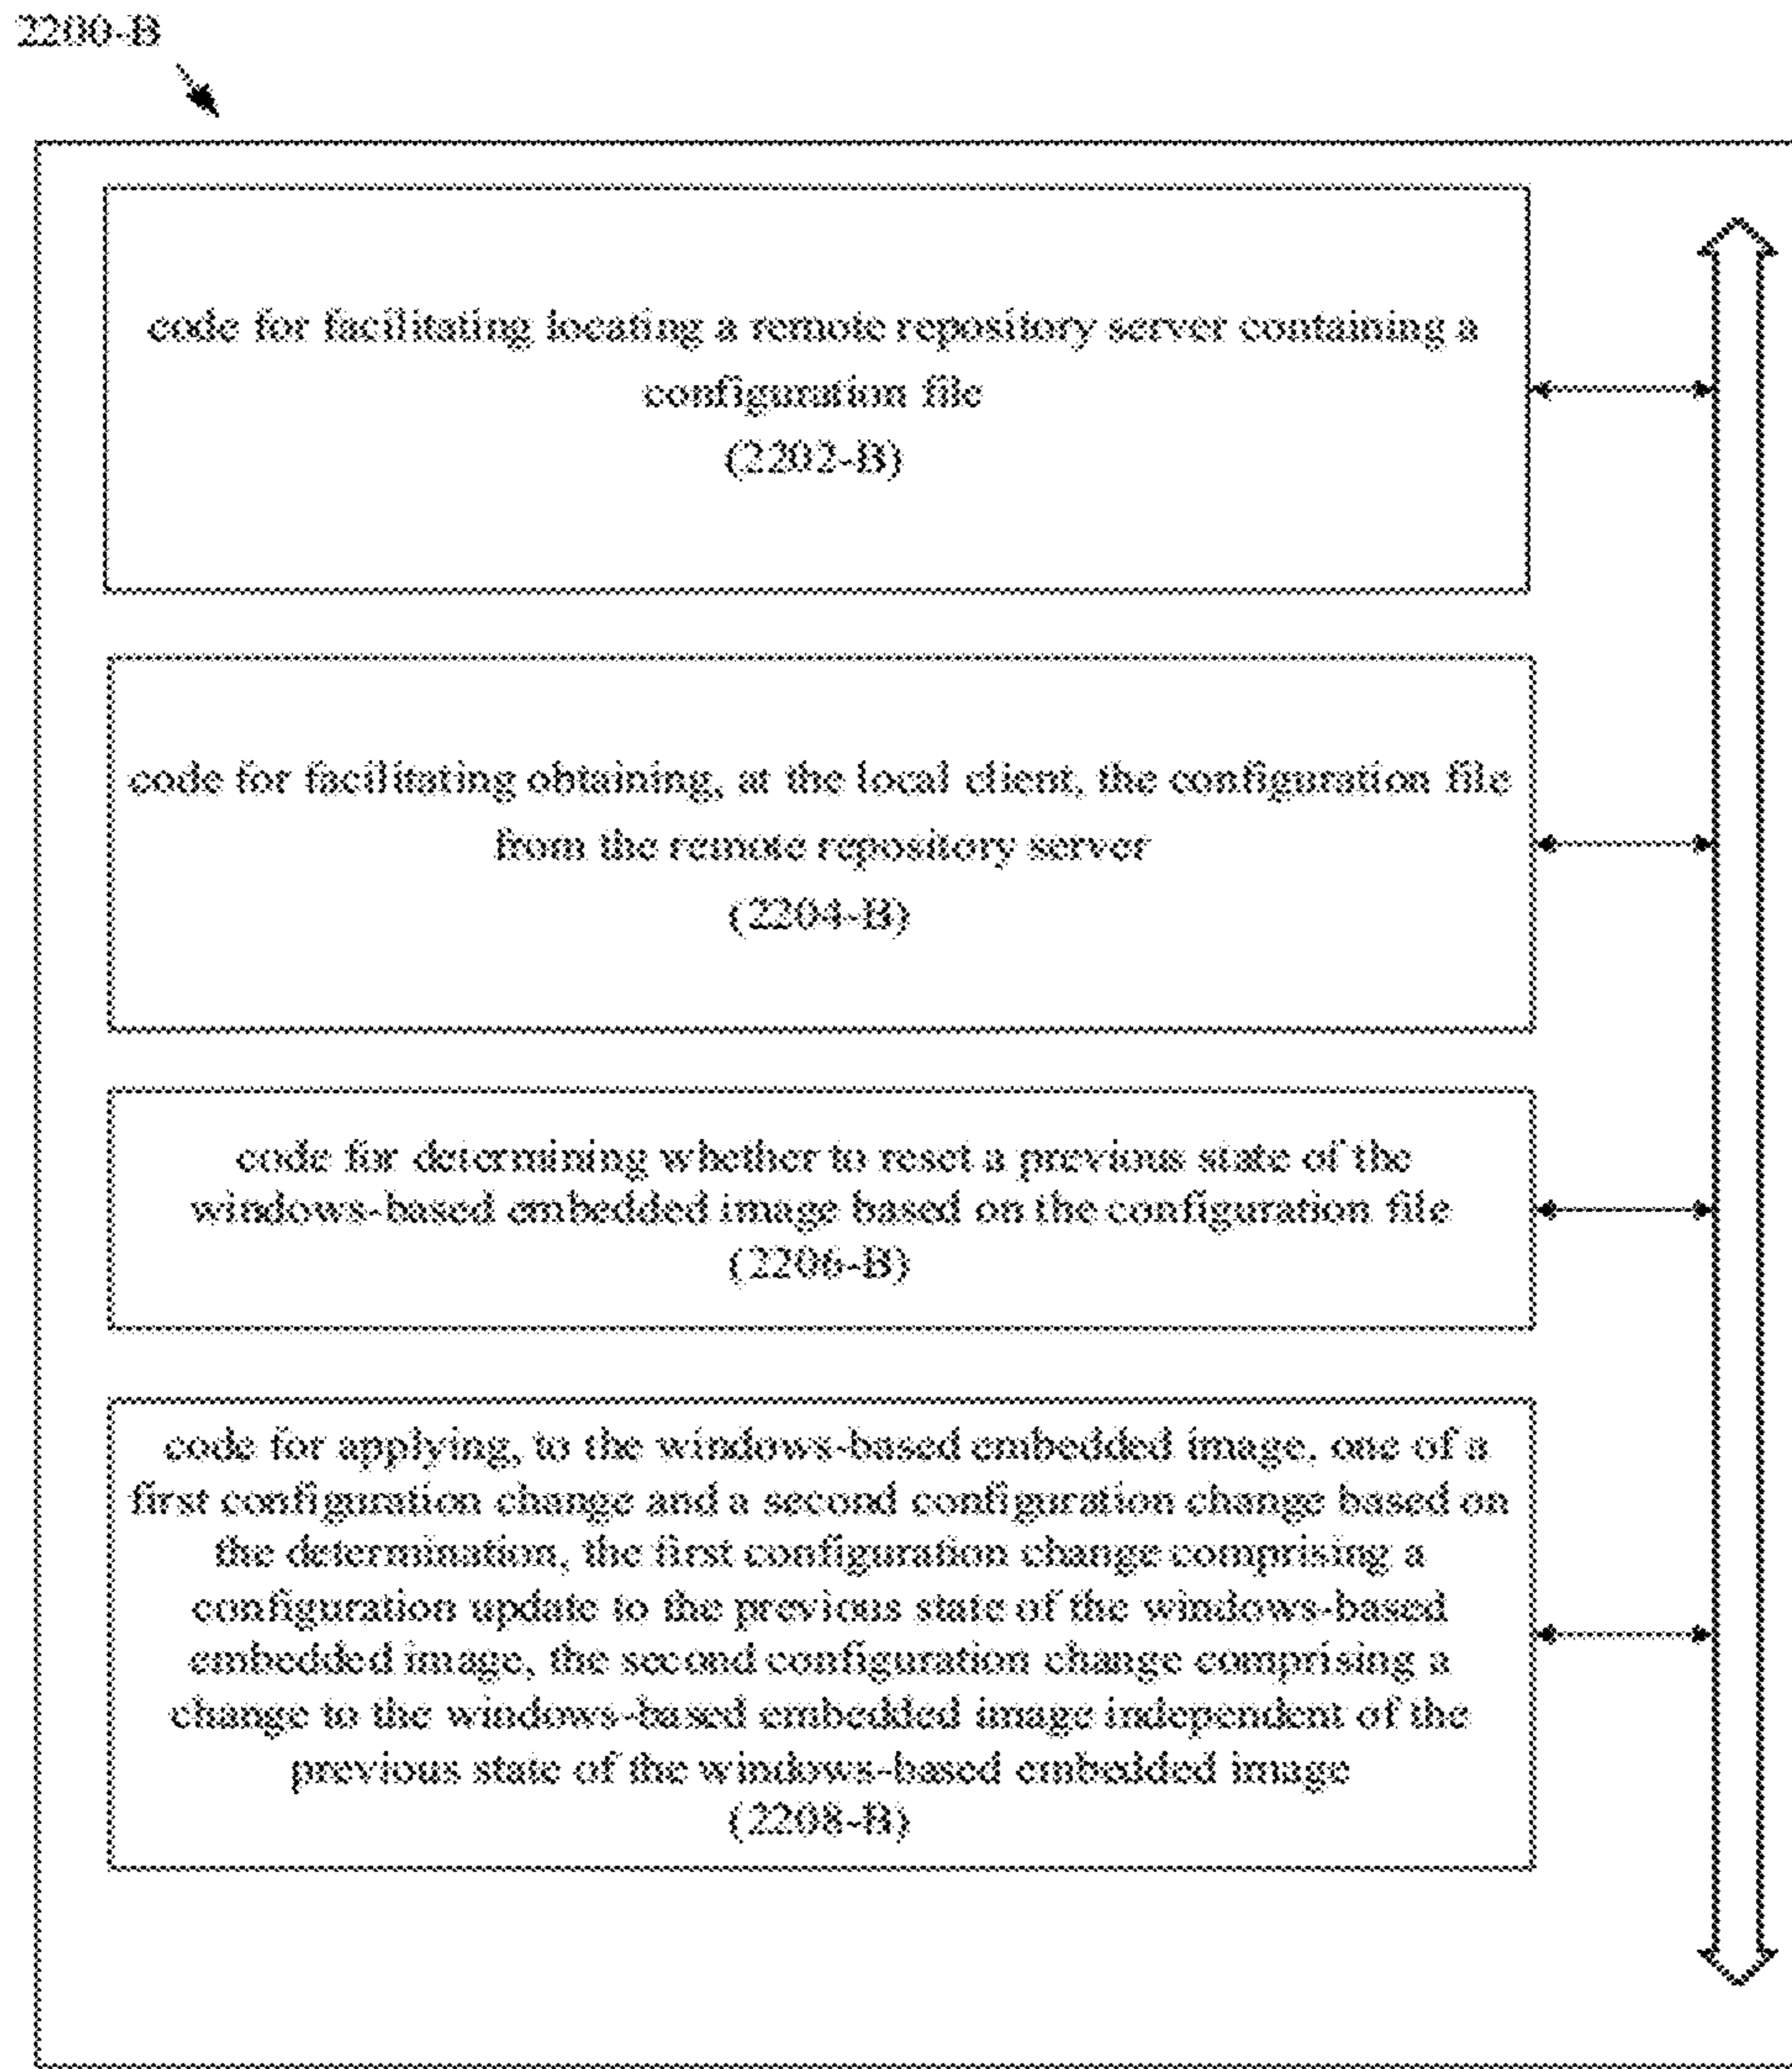 2200-B
code for facilitating locating a remote repository server containing a
configuration file
(2202-B)
code for facilitating obtaining, at the local client, the configuration file
from the remote repository server
(2204-B)
code for determining whether to reset a previous state of the
windows-based embedded image based on the configuration file
(2206-B)
code for applying, to the windows-based embedded image, one of a
first configuration change and a second configuration change based on
the determination, the first configuration change comprising a
configuration update to the previous state of the windows-based
embedded image, the second configuration change comprising a
change to the windows-based embedded image independent of the
previous state of the windows-based embedded image
(2208-B)